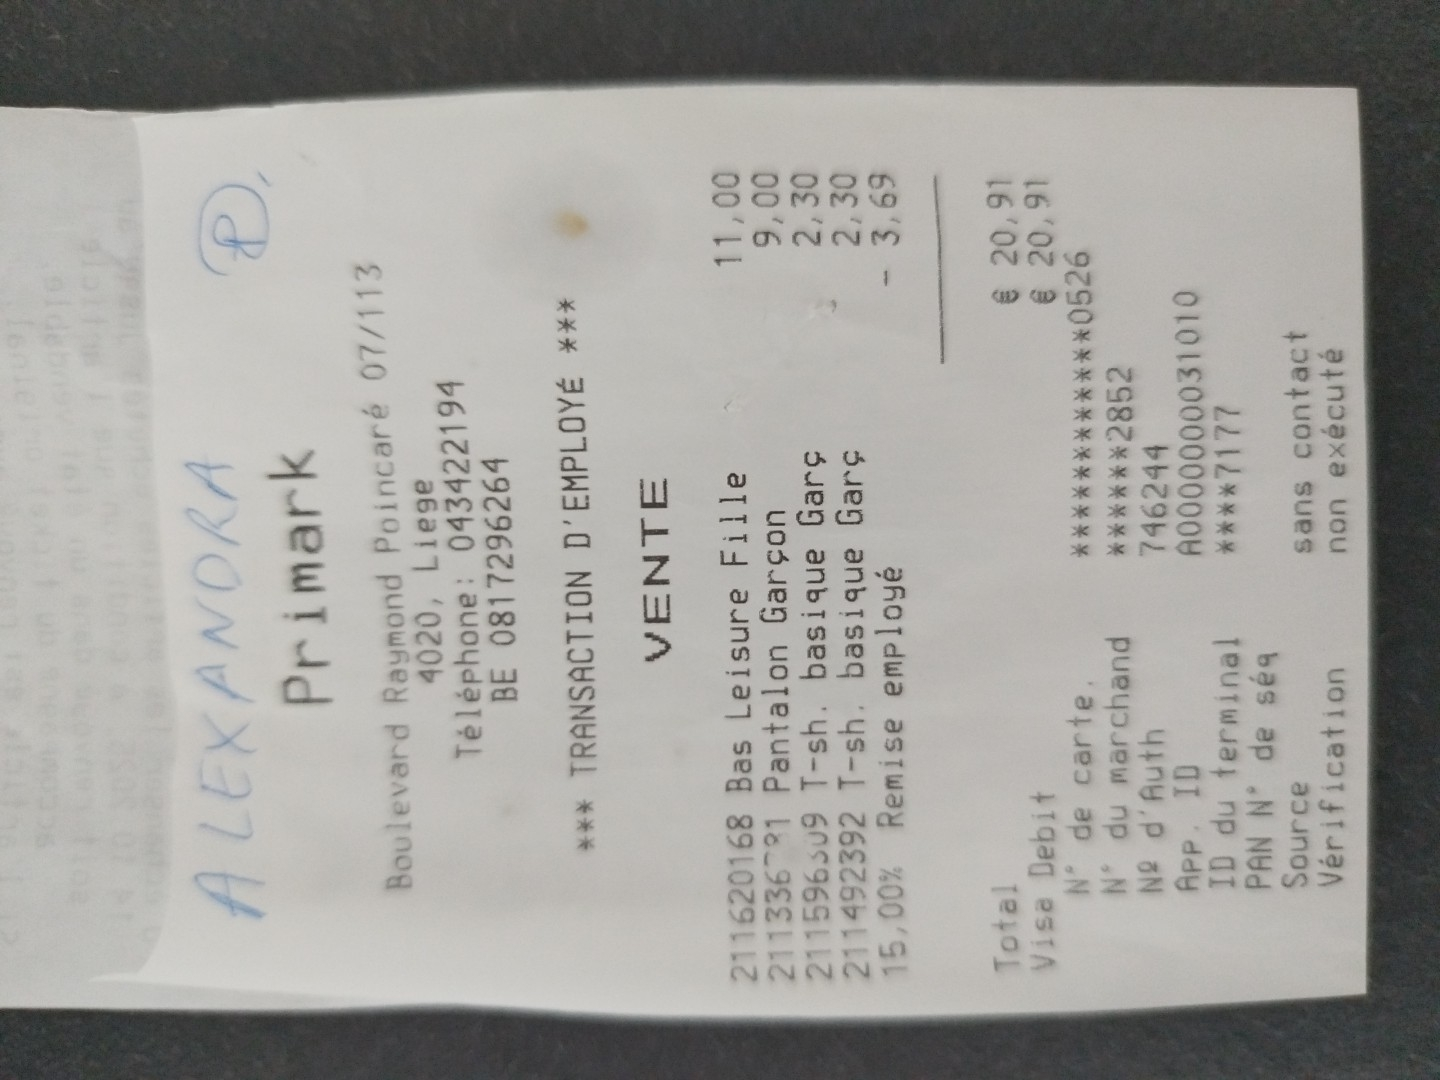 ALEXANDRA P.
Primark
Boulevard Raymond Poincaré 07/113
4020, Liege
Téléphone: 043422194
BE 0817296264
*** TRANSACTION D'EMPLOYÉ ***
VENTE
211620168 Bas Leisure Fille 11,00
Pantalon Garçon 9,00
T-sh. basique Garç 2,30
211492392 T-sh. basique Garç 2,30
15,00% Remise employé - 3,69
Total € 20,91
Visa Debit € 20,91
N° de carte. ************0526
N° du marchand *****2852
Nº d'Auth 746244
App. ID A0000000031010
ID du terminal ****7177
PAN N° de séq
Source sans contact
Vérification non exécuté